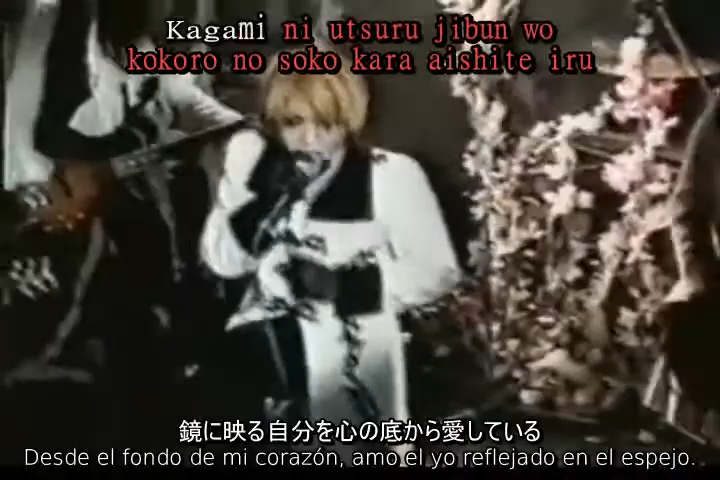 Kagami ni utsuru jibun wo
kokoro no soko kara aishite iru
鏡に映る自分を心の底から愛している
Desde el fondo de mi corazón, amo el yo reflejado en el espejo.